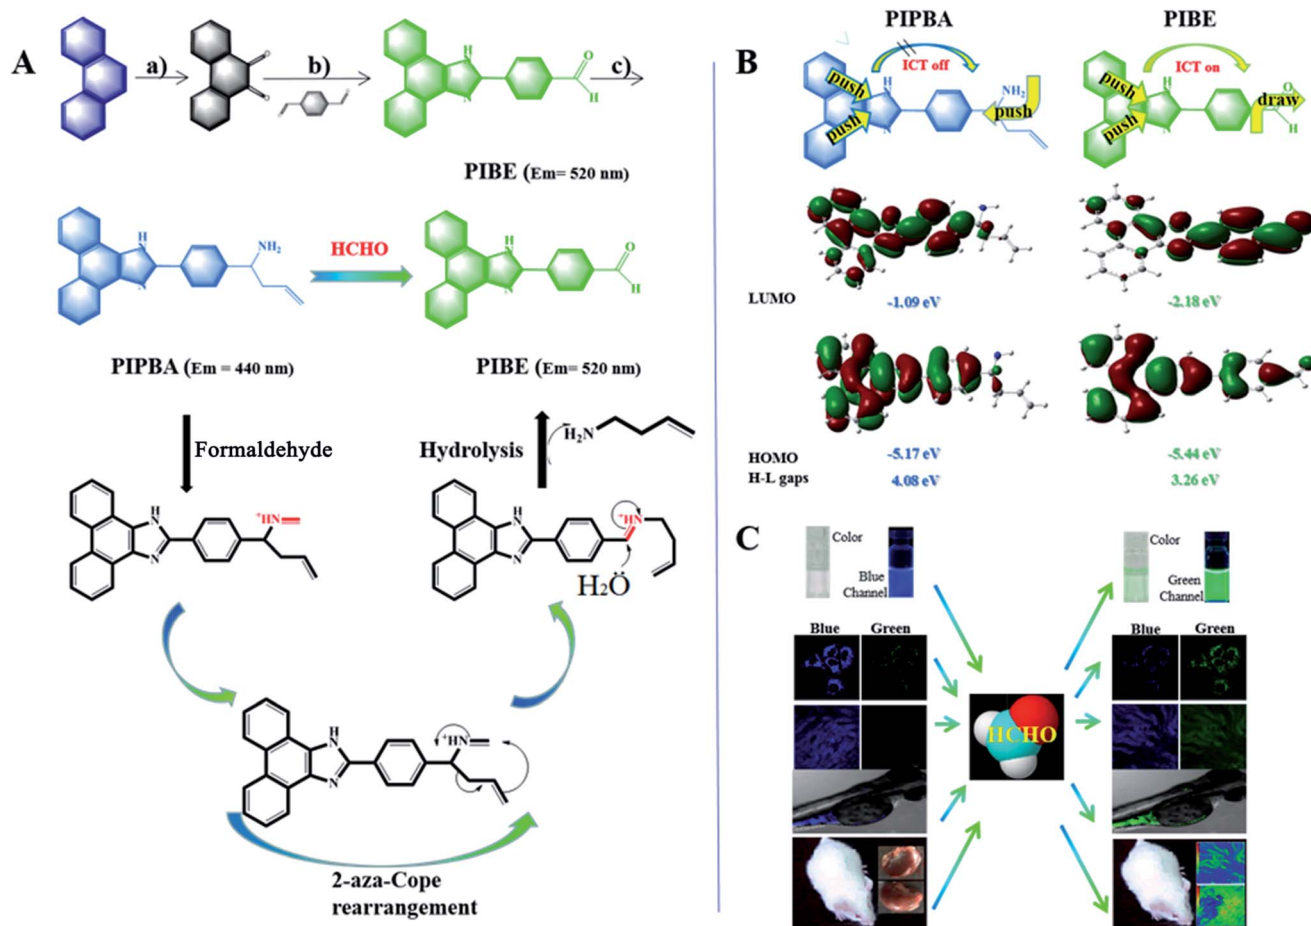 A
a)
b)
c)
H
N
O
H
PIBE (Em= 520 nm)
H
N
NH₂
HCHO
H
N
O
H
PIPBA (Em = 440 nm)
PIBE (Em= 520 nm)
Formaldehyde
Hydrolysis
H₂N
H
N
N
⁺HN
H
N
N
⁺HN
H₂Ö
H
N
N
⁺HN
2-aza-Cope
rearrangement
B
PIPBA
PIBE
ICT off
ICT on
push
push
H
N
NH₂
push
push
push
H
N
O
draw
H
LUMO
-1.09 eV
-2.18 eV
HOMO
-5.17 eV
-5.44 eV
H-L gaps
4.08 eV
3.26 eV
C
Color
Blue
Channel
Color
Green
Channel
Blue
Green
Blue
Green
HCHO